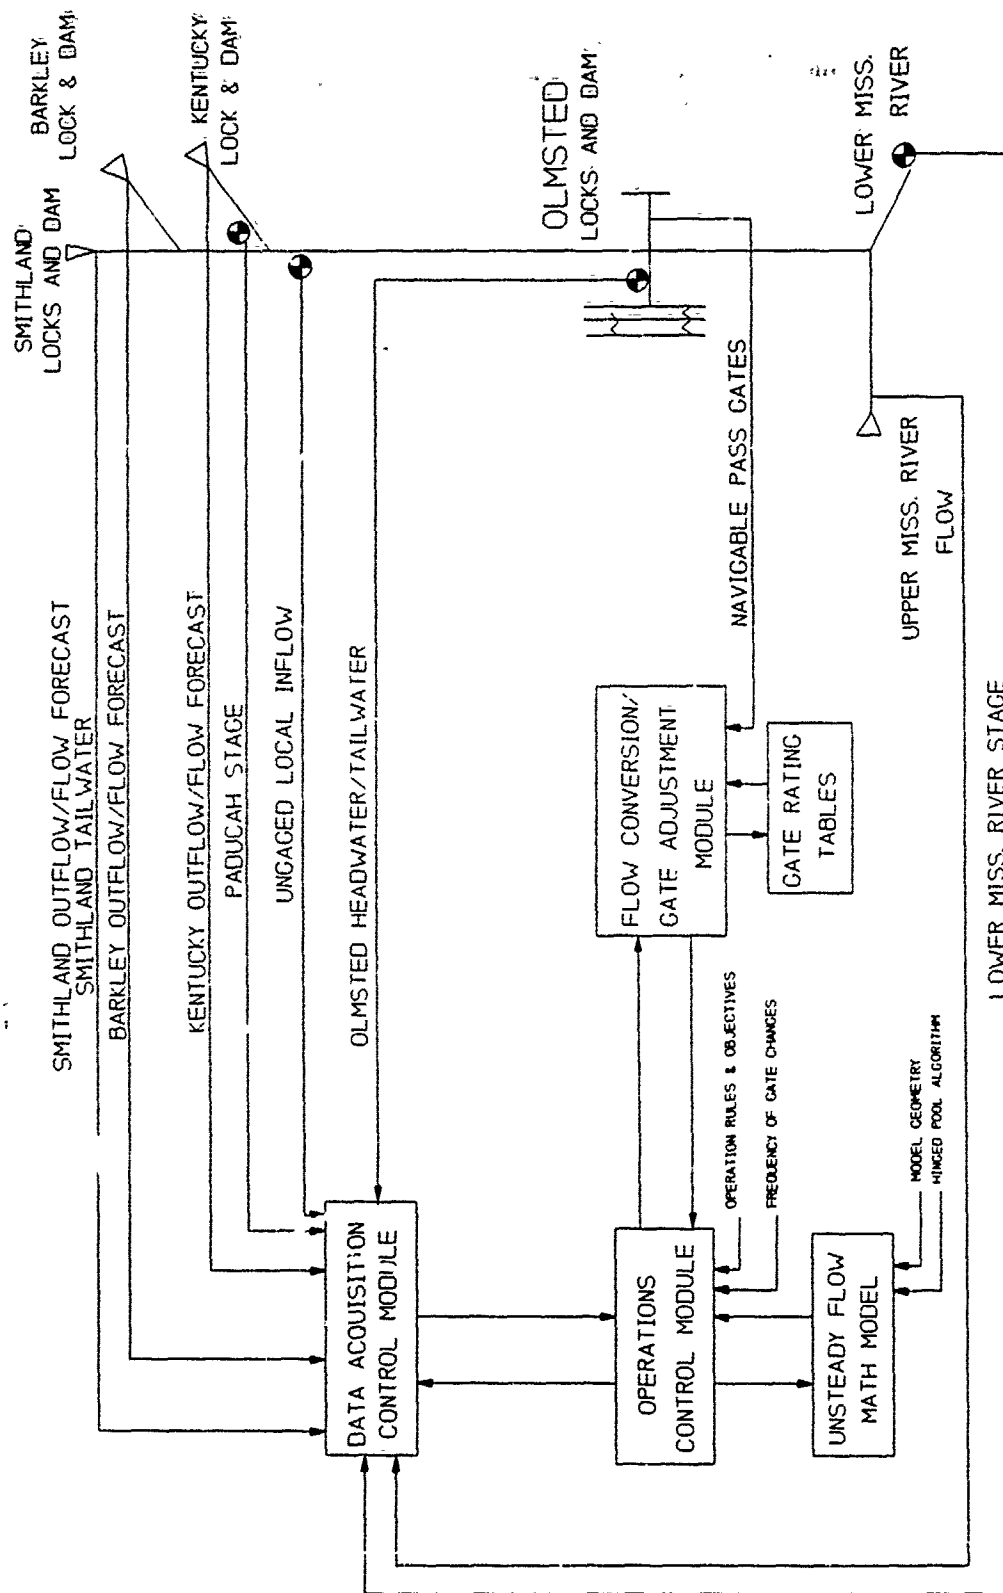 SMITHLAND
LOCKS AND DAM
BARKLEY
LOCK & DAM
KENTUCKY
LOCK & DAM
SMITHLAND OUTFLOW/FLOW FORECAST
SMITHLAND TAILWATER
BARKLEY OUTFLOW/FLOW FORECAST
KENTUCKY OUTFLOW/FLOW FORECAST
PADUCAH STAGE
UNGAGED LOCAL INFLOW
OLMSTED HEADWATER/TAILWATER
OLMSTED
LOCKS AND DAM
DATA ACQUISITION
CONTROL MODULE
OPERATIONS
CONTROL MODULE
OPERATION RULES & OBJECTIVES
FREQUENCY OF GATE CHANGES
FLOW CONVERSION/
GATE ADJUSTMENT
MODULE
GATE RATING
TABLES
NAVIGABLE PASS GATES
UNSTEADY FLOW
MATH MODEL
MODEL GEOMETRY
HINGED POOL ALGORITHM
UPPER MISS. RIVER
FLOW
LOWER MISS.
RIVER
LOWER MISS. RIVER STAGE